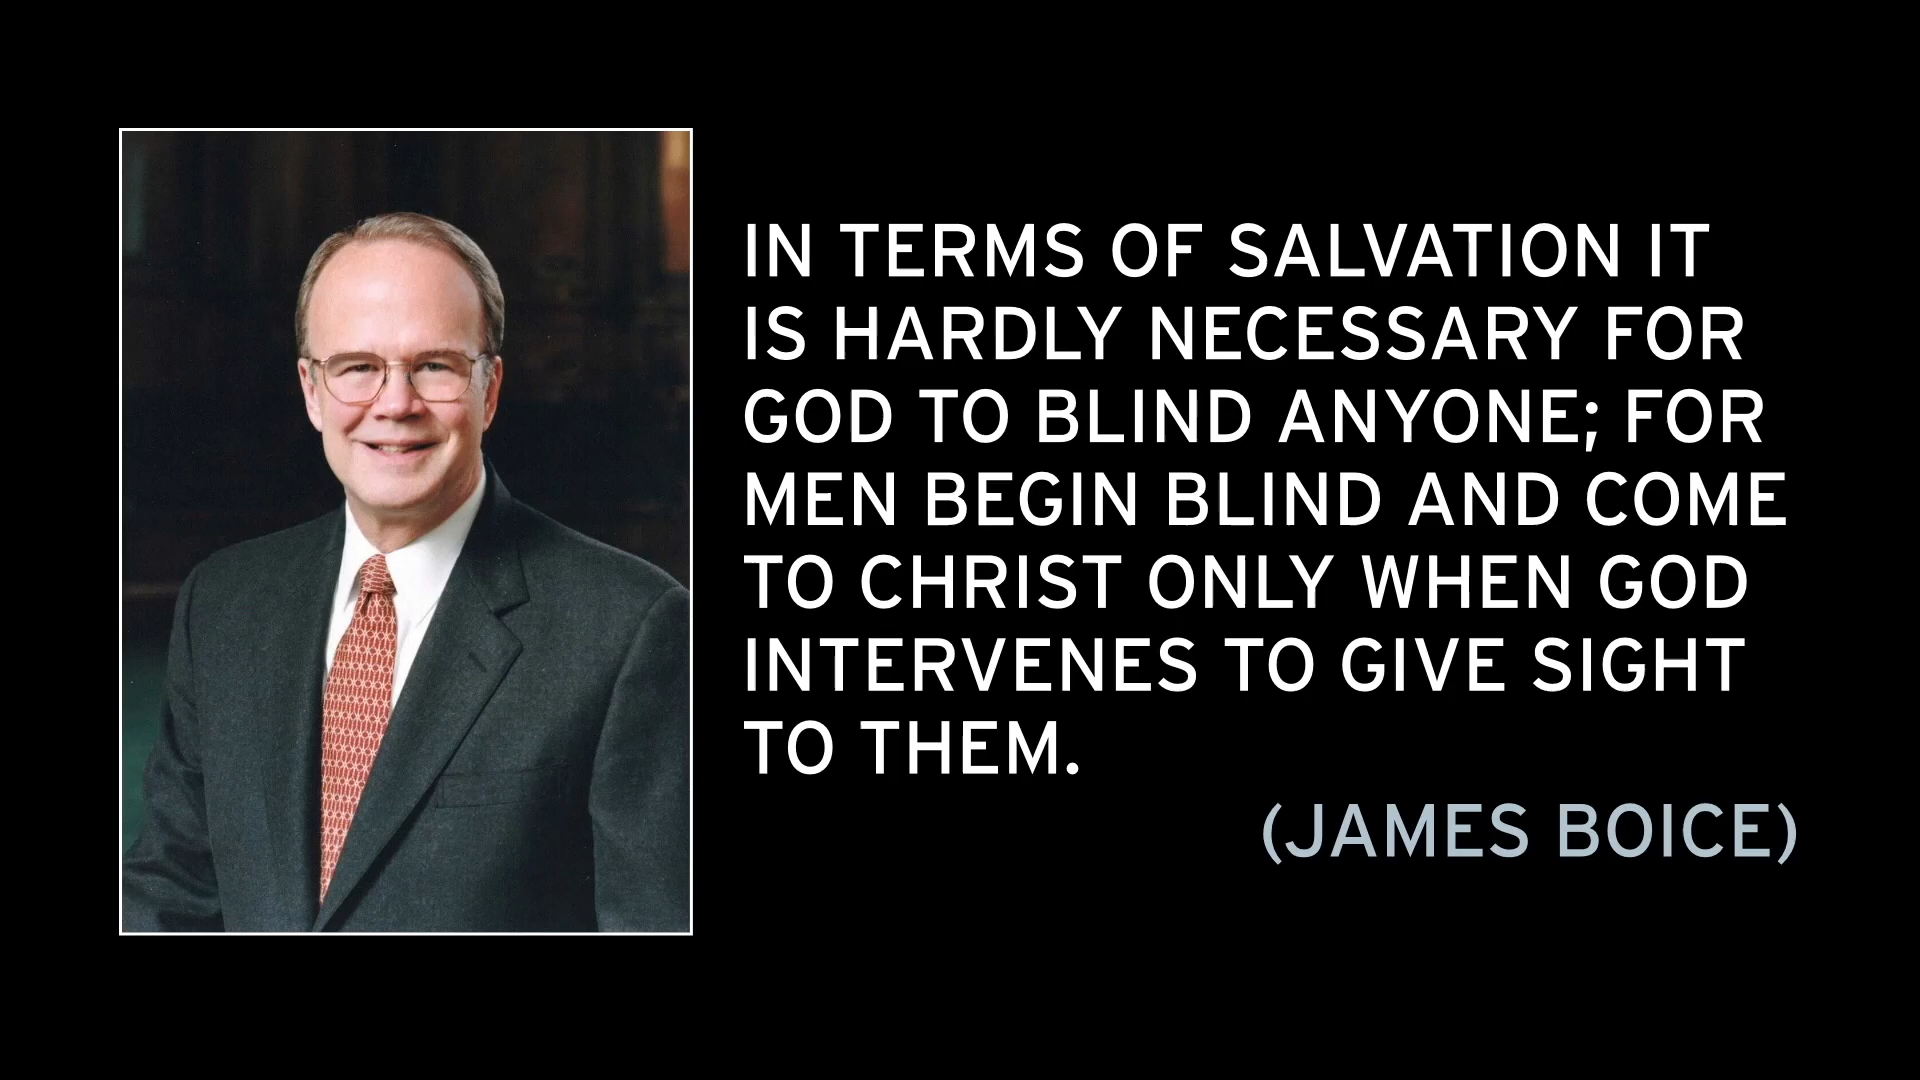 IN TERMS OF SALVATION IT
IS HARDLY NECESSARY FOR
GOD TO BLIND ANYONE; FOR
MEN BEGIN BLIND AND COME
TO CHRIST ONLY WHEN GOD
INTERVENES TO GIVE SIGHT
TO THEM.
(JAMES BOICE)